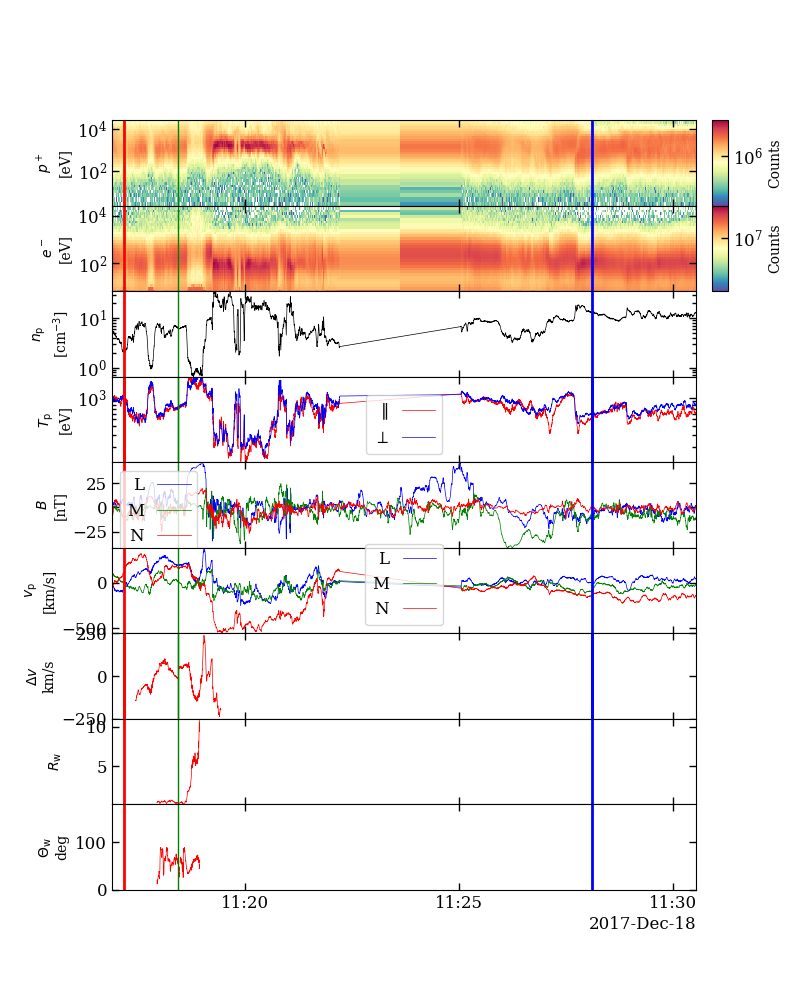 10^4
10^2
p^+
[eV]
10^6
Counts
10^4
10^2
e^-
[eV]
10^7
Counts
10^1
10^0
n_p
[cm^{-3}]
10^3
T_p
[eV]
∥
⊥
25
0
−25
B
[nT]
L
M
N
0
−500
v_p
[km/s]
L
M
N
250
0
−250
Δv
km/s
10
5
R_w
100
0
Θ_w
deg
11:20
11:25
11:30
2017-Dec-18